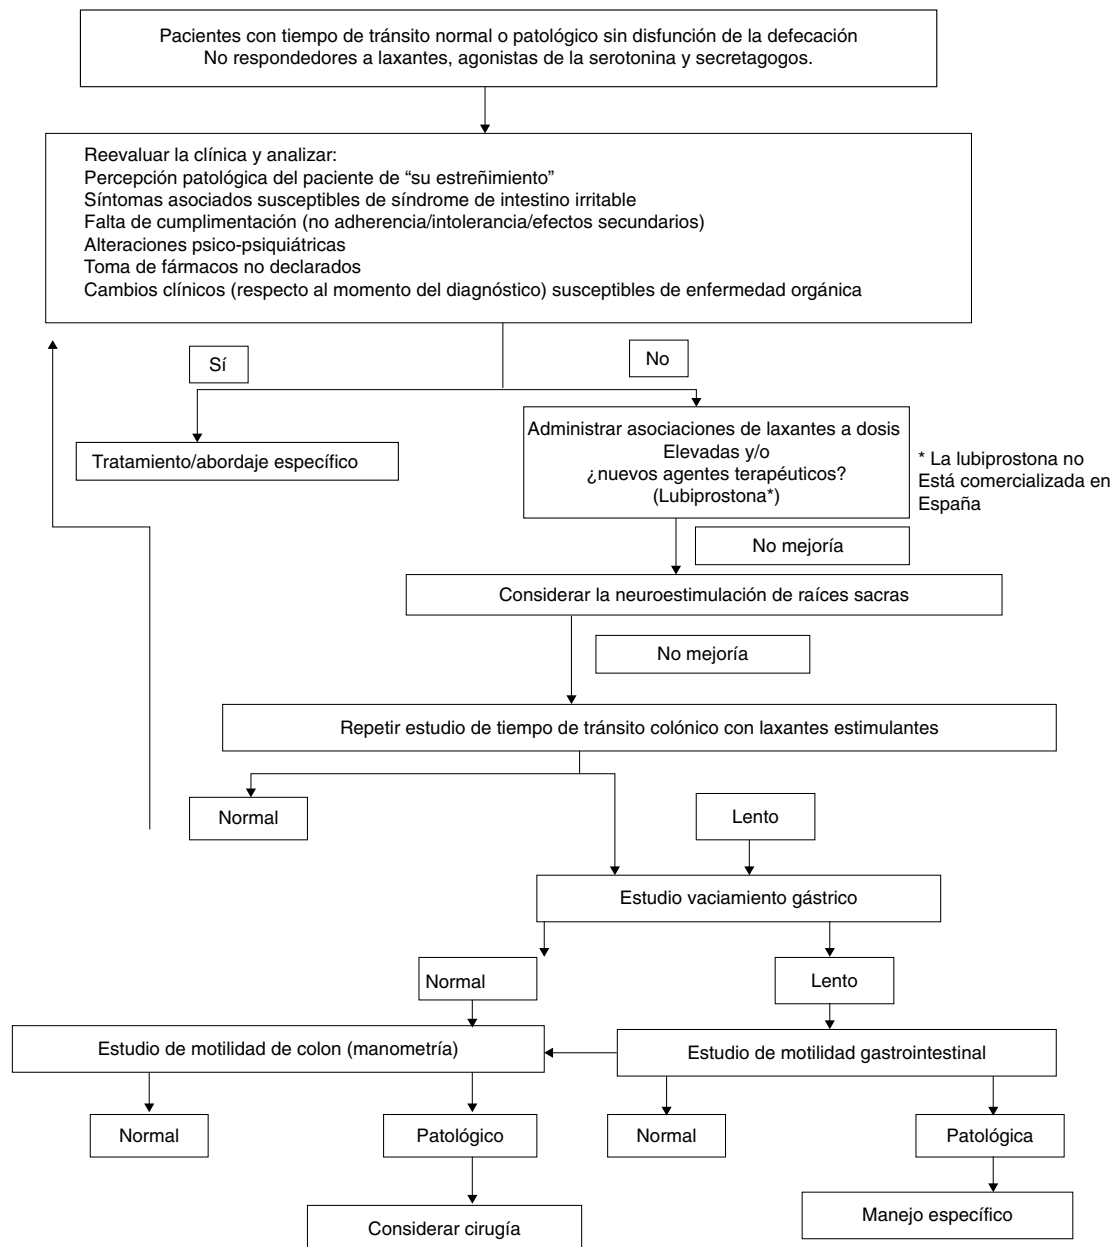 Pacientes con tiempo de tránsito normal o patológico sin disfunción de la defecación
No respondedores a laxantes, agonistas de la serotonina y secretagogos.
Reevaluar la clínica y analizar:
Percepción patológica del paciente de “su estreñimiento”
Síntomas asociados susceptibles de síndrome de intestino irritable
Falta de cumplimentación (no adherencia/intolerancia/efectos secundarios)
Alteraciones psico-psiquiátricas
Toma de fármacos no declarados
Cambios clínicos (respecto al momento del diagnóstico) susceptibles de enfermedad orgánica
Sí
No
Tratamiento/abordaje específico
Administrar asociaciones de laxantes a dosis
Elevadas y/o
¿nuevos agentes terapéuticos?
(Lubiprostona*)
* La lubiprostona no
Está comercializada en
España
No mejoría
Considerar la neuroestimulación de raíces sacras
No mejoría
Repetir estudio de tiempo de tránsito colónico con laxantes estimulantes
Normal
Lento
Estudio vaciamiento gástrico
Normal
Lento
Estudio de motilidad de colon (manometría)
Estudio de motilidad gastrointestinal
Normal
Patológico
Normal
Patológica
Considerar cirugía
Manejo específico